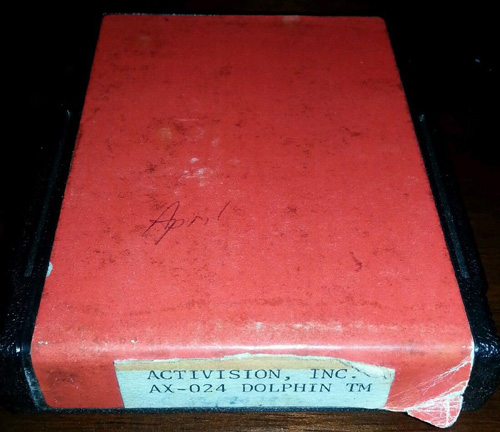 April
ACTIVISION, INC.
AX-024 DOLPHIN TM